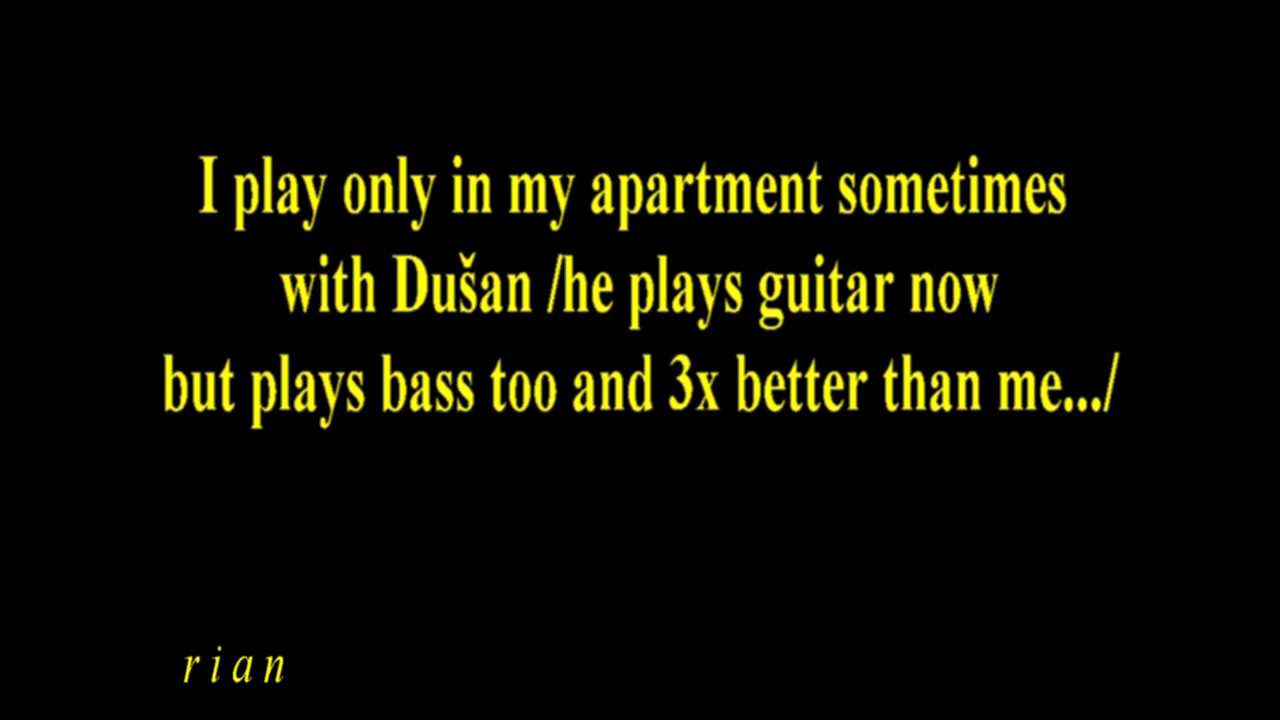 I play only in my apartment sometimes
with Dušan /he plays guitar now
but plays bass too and 3x better than me.../
r i a n